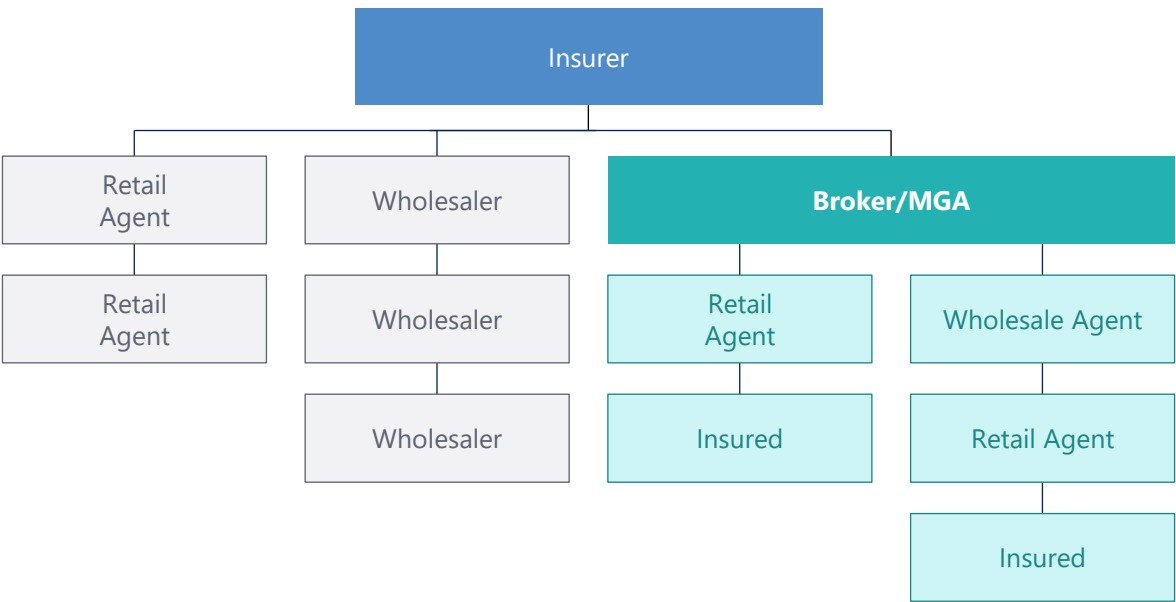 Insurer
Retail
Agent
Wholesaler
Broker/MGA
Retail
Agent
Wholesaler
Retail
Agent
Wholesale Agent
Wholesaler
Insured
Retail Agent
Insured